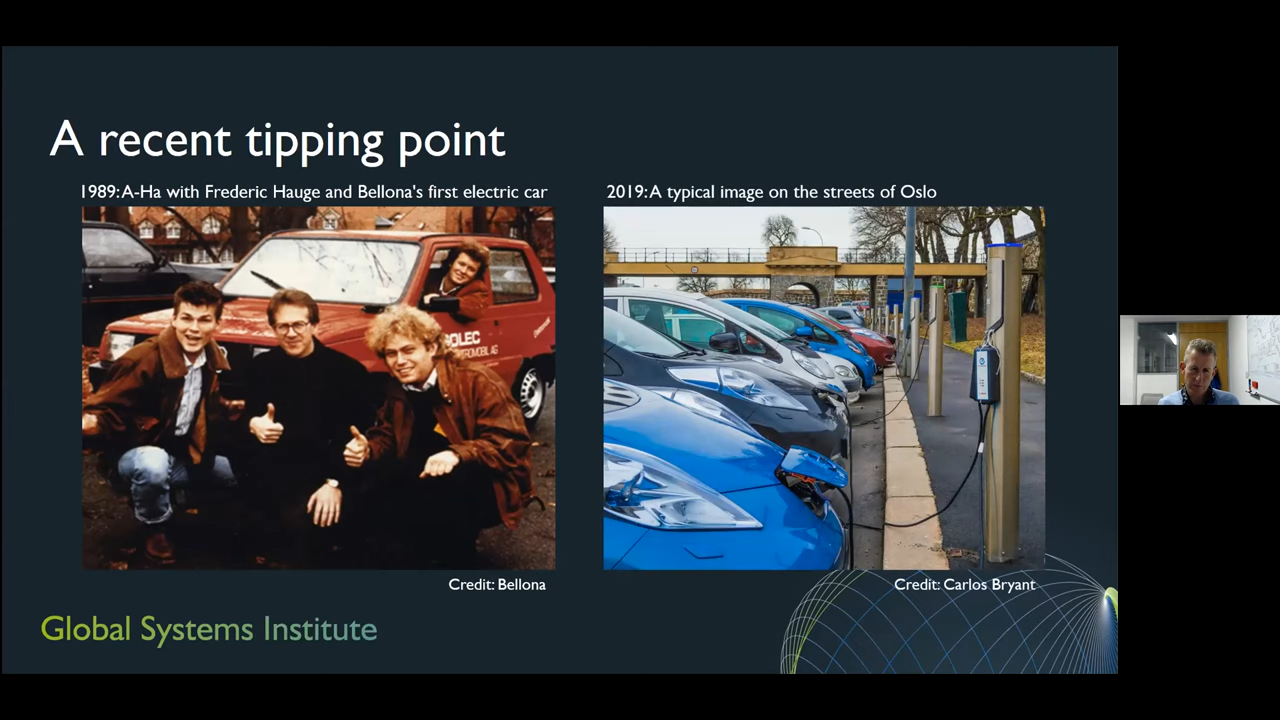 A recent tipping point
1989: A-Ha with Frederic Hauge and Bellona's first electric car
2019: A typical image on the streets of Oslo
Credit: Bellona
Credit: Carlos Bryant
Global Systems Institute